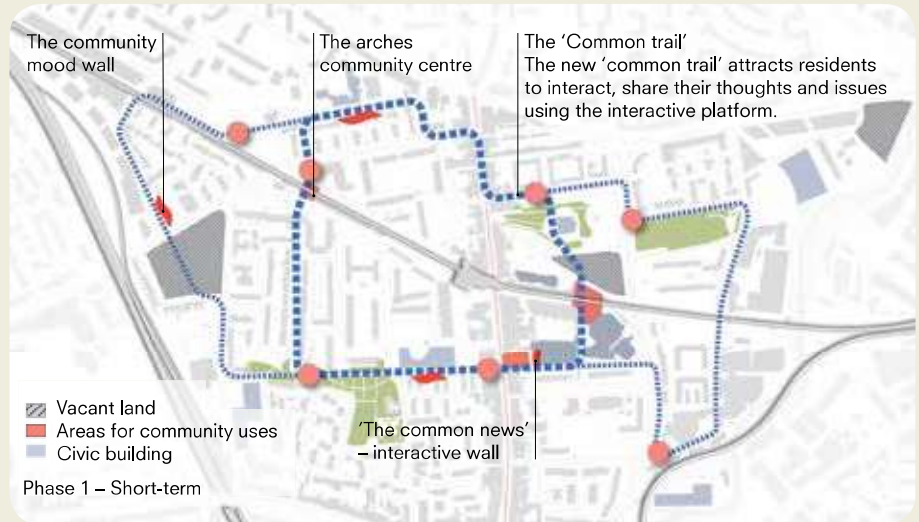 The community
mood wall
The arches
community centre
The ‘Common trail’
The new ‘common trail’ attracts residents
to interact, share their thoughts and issues
using the interactive platform.
Vacant land
Areas for community uses
Civic building
'The common news’
– interactive wall
Phase 1 – Short-term